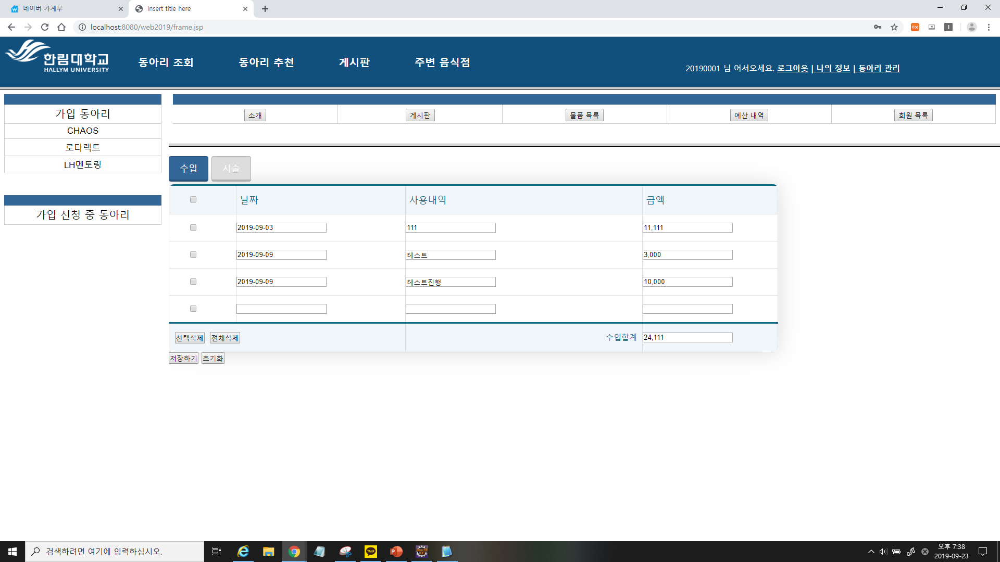 네이버 가계부
Insert title here
localhost:8080/web2019/frame.jsp
한림대학교
HALLYM UNIVERSITY
동아리 조회 동아리 추천 게시판 주변 음식점
20190001 님 어서오세요. 로그아웃 | 나의 정보 | 동아리 관리
가입 동아리
CHAOS
로타랙트
LH멘토링
가입 신청 중 동아리
소개 게시판 물품 목록 예산 내역 회원 목록
수입 지출
날짜 사용내역 금액
2019-09-03 111 11,111
2019-09-09 테스트 3,000
2019-09-09 테스트진행 10,000
선택삭제 전체삭제 수입합계 24,111
저장하기 초기화
검색하려면 여기에 입력하십시오.
TALK
오후 7:38
2019-09-23